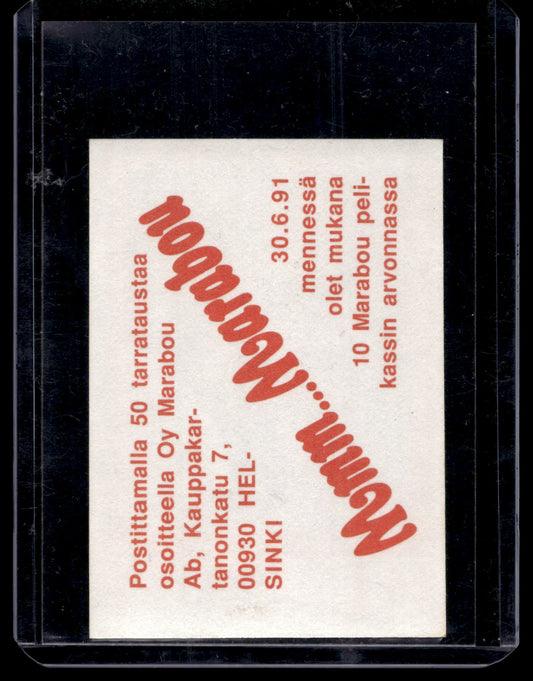 Postittamalla 50 tarrataustaa
osoitteella Oy Marabou
Ab, Kauppakar-
tanonkatu 7,
00930 HEL-
SINKI
Mmm...Marabou
30.6.91
mennessä
olet mukana
10 Marabou peli-
kassin arvonnassa